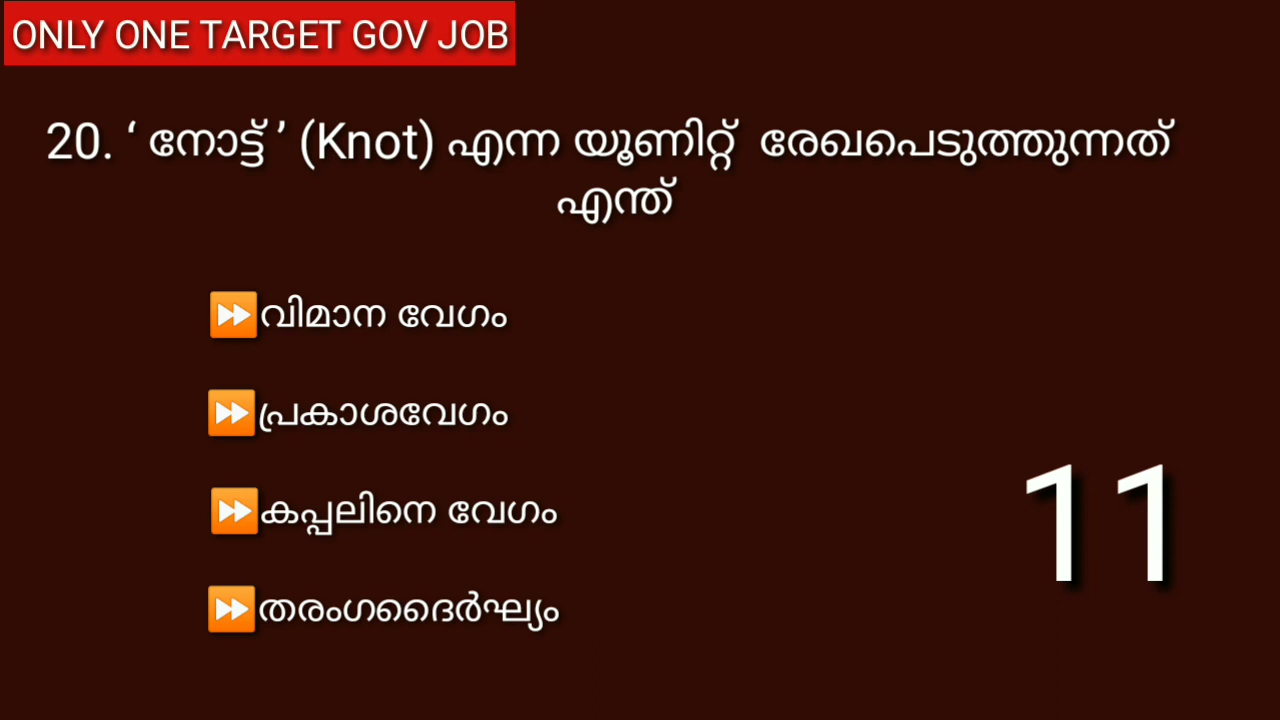 ONLY ONE TARGET GOV JOB
20. ‘ നോട്ട് ’ (Knot) എന്ന യൂണിറ്റ് രേഖപെടുത്തുന്നത്
എന്ത്
⏩വിമാന വേഗം
⏩പ്രകാശവേഗം
⏩കപ്പലിനെ വേഗം
⏩തരംഗദൈർഘ്യം
11